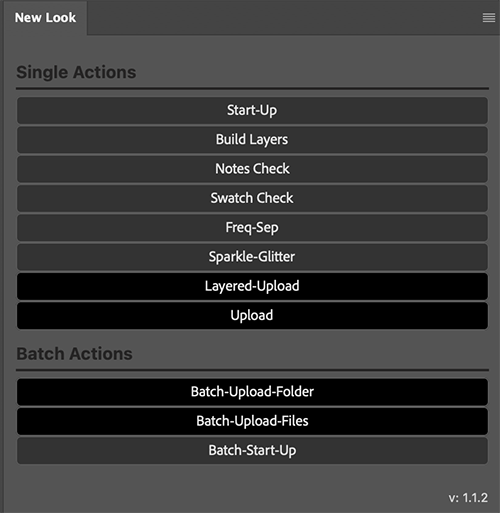 New Look
Single Actions
Start-Up
Build Layers
Notes Check
Swatch Check
Freq-Sep
Sparkle-Glitter
Layered-Upload
Upload
Batch Actions
Batch-Upload-Folder
Batch-Upload-Files
Batch-Start-Up
v: 1.1.2